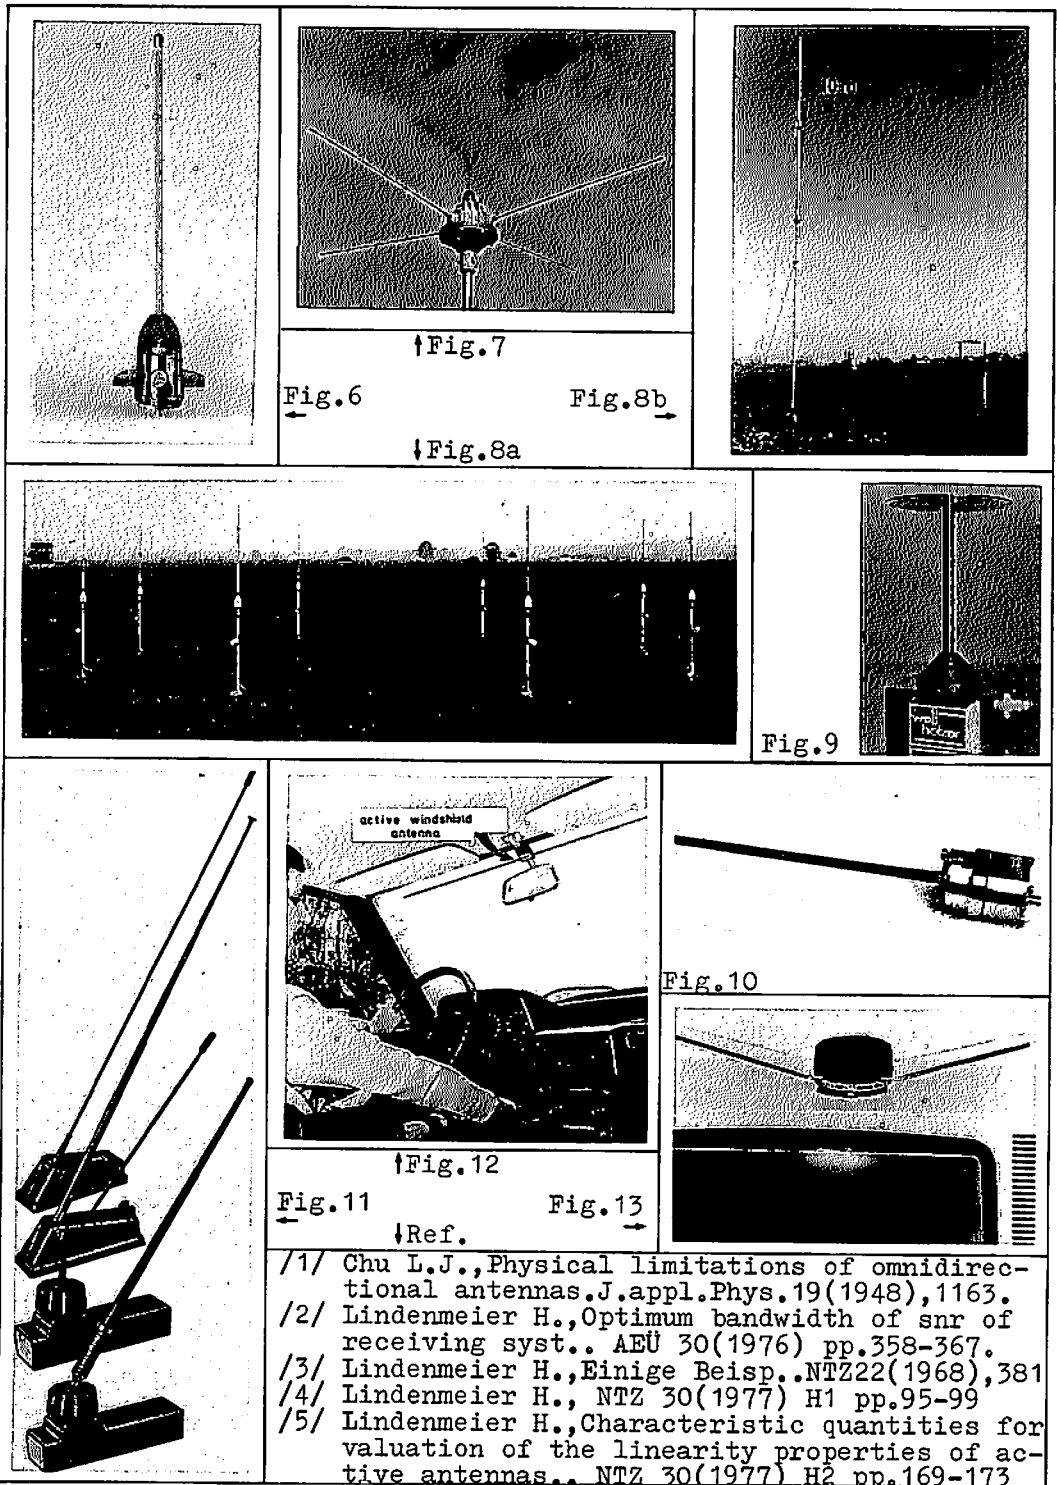 10m
↑Fig.7
Fig.6
←
Fig.8b
→
↓Fig.8a
Fig.9
active windshield
antenna
Fig.10
↑Fig.12
Fig.11
←
Fig.13
→
↓Ref.
/1/ Chu L.J.,Physical limitations of omnidirec-
tional antennas.J.appl.Phys.19(1948),1163.
/2/ Lindenmeier H.,Optimum bandwidth of snr of
receiving syst.. AEÜ 30(1976) pp.358-367.
/3/ Lindenmeier H.,Einige Beisp..NTZ22(1968),381
/4/ Lindenmeier H., NTZ 30(1977) H1 pp.95-99
/5/ Lindenmeier H.,Characteristic quantities for
valuation of the linearity properties of ac-
tive antennas.. NTZ 30(1977) H2 pp.169-173